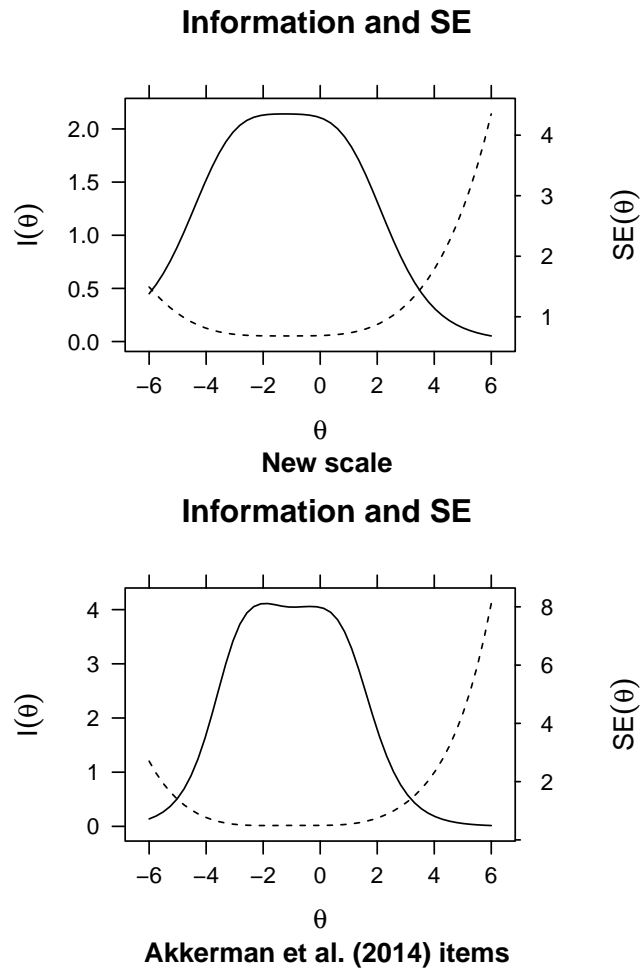 Information and SE
2.0
1.5
1.0
0.5
0.0
I(θ)
4
3
2
1
SE(θ)
−6 −4 −2 0 2 4 6
θ
New scale
Information and SE
4
3
2
1
0
I(θ)
8
6
4
2
SE(θ)
−6 −4 −2 0 2 4 6
θ
Akkerman et al. (2014) items